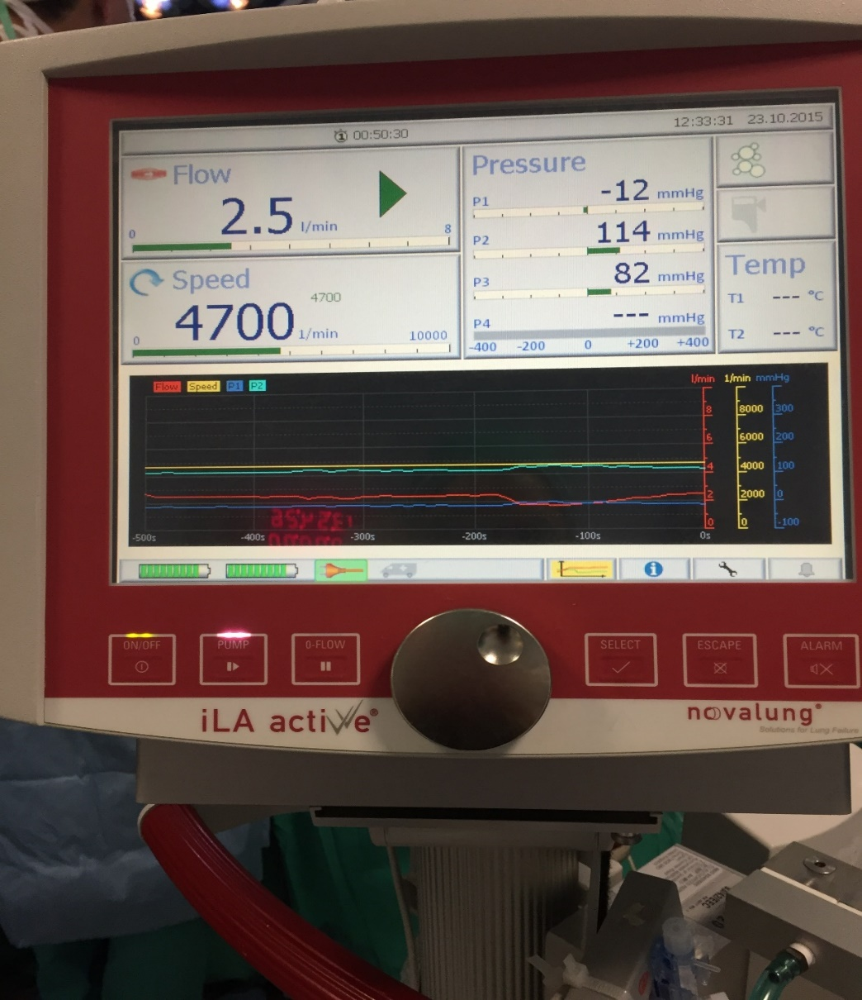 00:50:30
12:33:31 23.10.2015
Flow
2.5 l/min
0 8
Speed
4700
4700 1/min
0 10000
Pressure
P1 -12 mmHg
P2 114 mmHg
P3 82 mmHg
P4 --- mmHg
-400 -200 0 +200 +400
Temp
T1 --- °C
T2 --- °C
Flow Speed P1 P2
l/min 1/min mmHg
8 8000 300
6 6000 200
4 4000 100
2 2000 0
0 0 -100
-500s -400s -300s -200s -100s 0s
ON/OFF PUMP 0-FLOW SELECT ESCAPE ALARM
iLA activve® novalung®
Solutions for Lung Failure